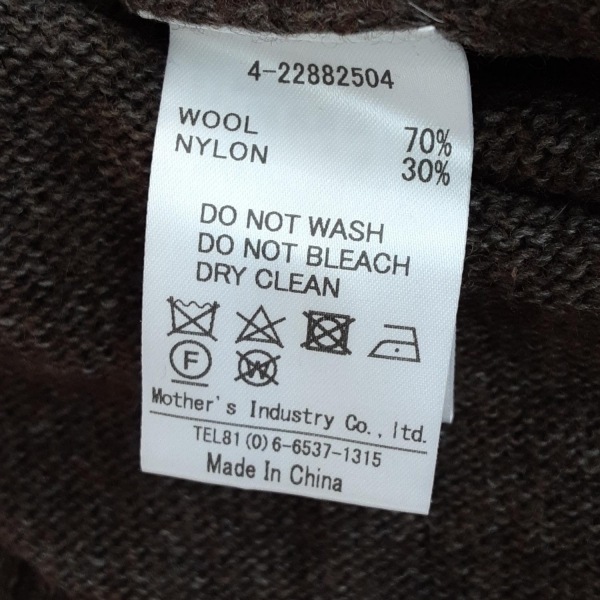 4-22882504
WOOL 70%
NYLON 30%
DO NOT WASH
DO NOT BLEACH
DRY CLEAN
F W
Mother's Industry Co., ltd.
TEL81(0)6-6537-1315
Made In China